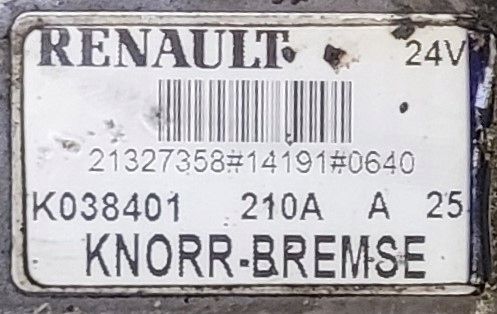 RENAULT 24V
21327358#14191#0640
K038401 210A A 25
KNORR-BREMSE